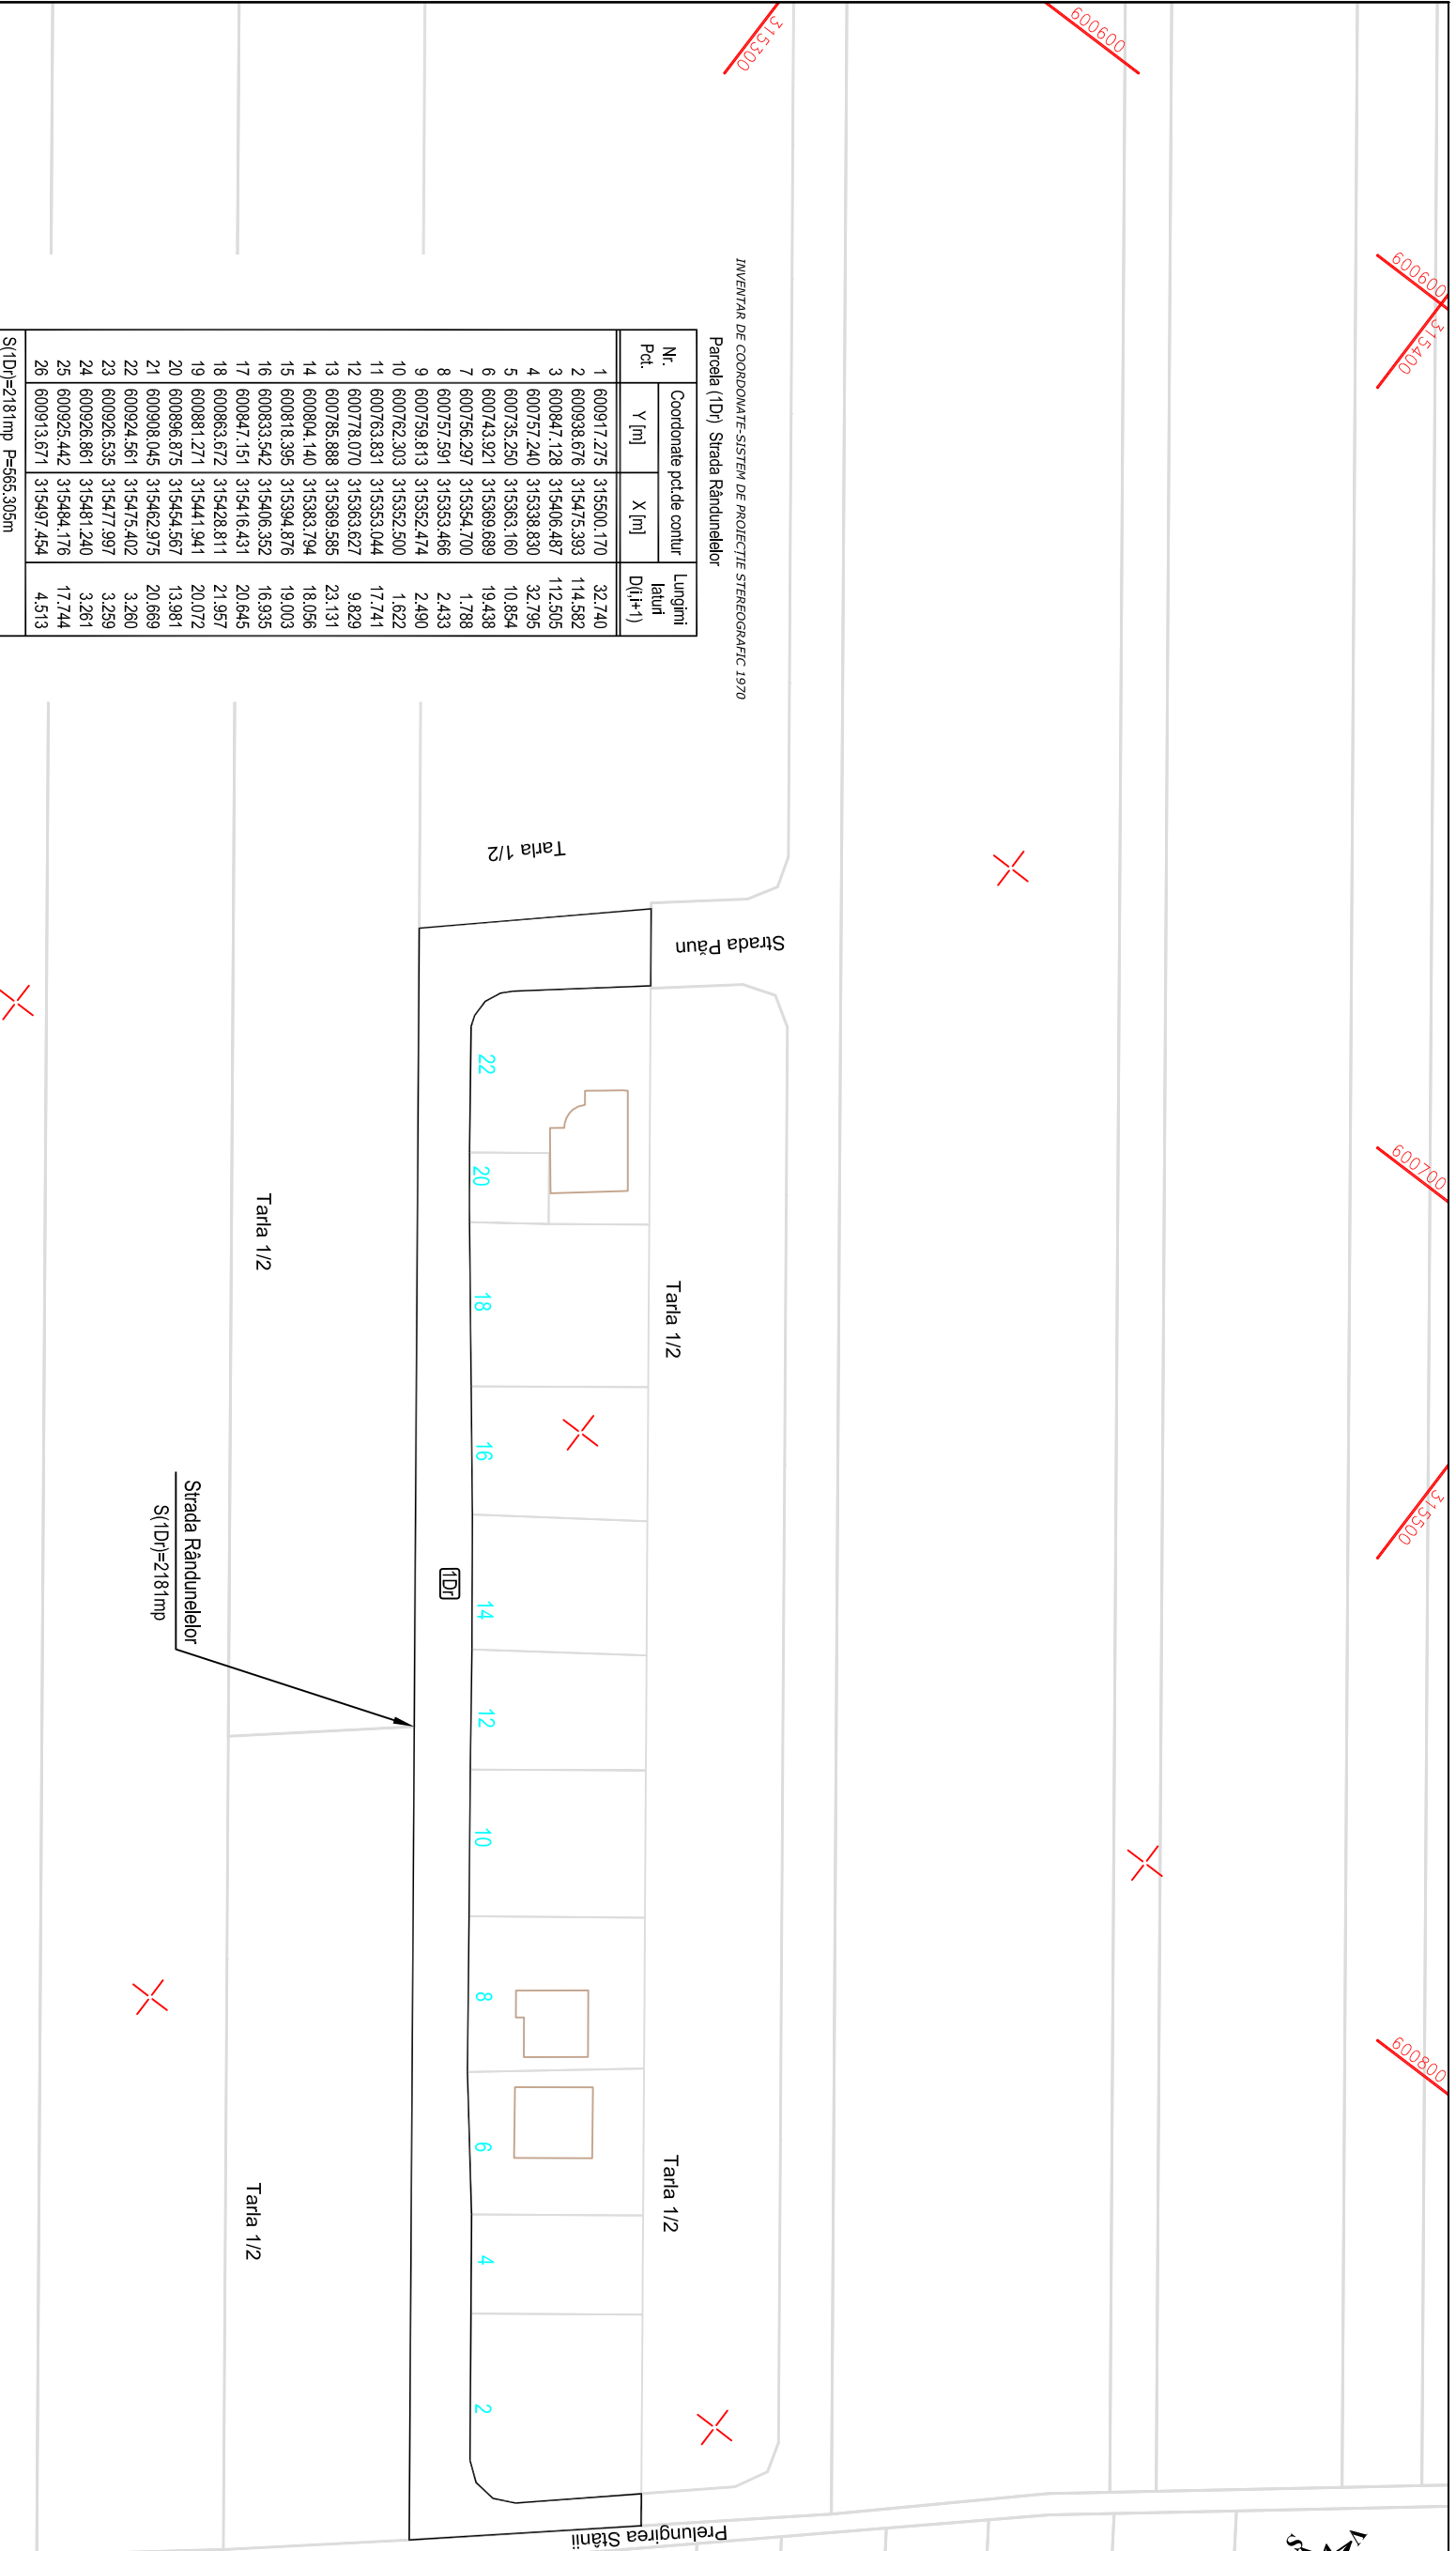 INVENTAR DE COORDONATE-SISTEM DE PROIECȚIE STEREOGRAFIC 1970
Parcela (1Dr) Strada Rândunelelor
Nr. Pct. Coordonate pct.de contur Lungimi laturi D(i,i+1)
Y [m] X [m]
1 600917.275 315500.170 32.740
2 600938.676 315475.393 114.582
3 600847.128 315406.487 112.505
4 600757.240 315338.830 32.795
5 600735.250 315363.160 10.854
6 600743.921 315369.689 19.438
7 600756.297 315354.700 1.788
8 600757.591 315353.466 2.433
9 600759.813 315352.474 2.490
10 600762.303 315352.500 1.622
11 600763.831 315353.044 17.741
12 600778.070 315363.627 9.829
13 600785.888 315369.585 23.131
14 600804.140 315383.794 18.056
15 600818.395 315394.876 19.003
16 600833.542 315406.352 16.935
17 600847.151 315416.431 20.645
18 600863.672 315428.811 21.957
19 600881.271 315441.941 20.072
20 600896.875 315454.567 13.981
21 600908.045 315462.975 20.669
22 600924.561 315475.402 3.260
23 600926.535 315477.997 3.259
24 600926.861 315481.240 3.261
25 600925.442 315484.176 17.744
26 600913.671 315497.454 4.513
S(1Dr)=2181mp P=565.305m
315300
600600
600600
315400
600700
315500
600800
Tarla 1/2
Strada Păun
Tarla 1/2
Tarla 1/2
Tarla 1/2
Tarla 1/2
22
20
18
16
14
12
10
8
6
4
2
1Dr
Strada Rândunelelor
S(1Dr)=2181mp
Prelungirea Stânii